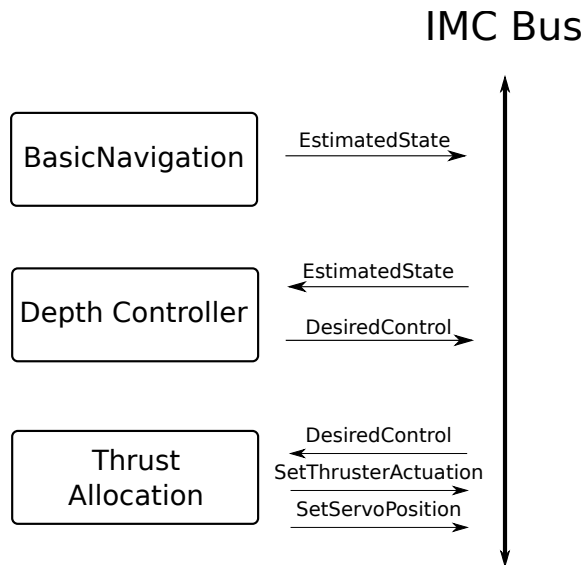 IMC Bus
BasicNavigation
EstimatedState
EstimatedState
Depth Controller
DesiredControl
DesiredControl
Thrust
Allocation
SetThrusterActuation
SetServoPosition